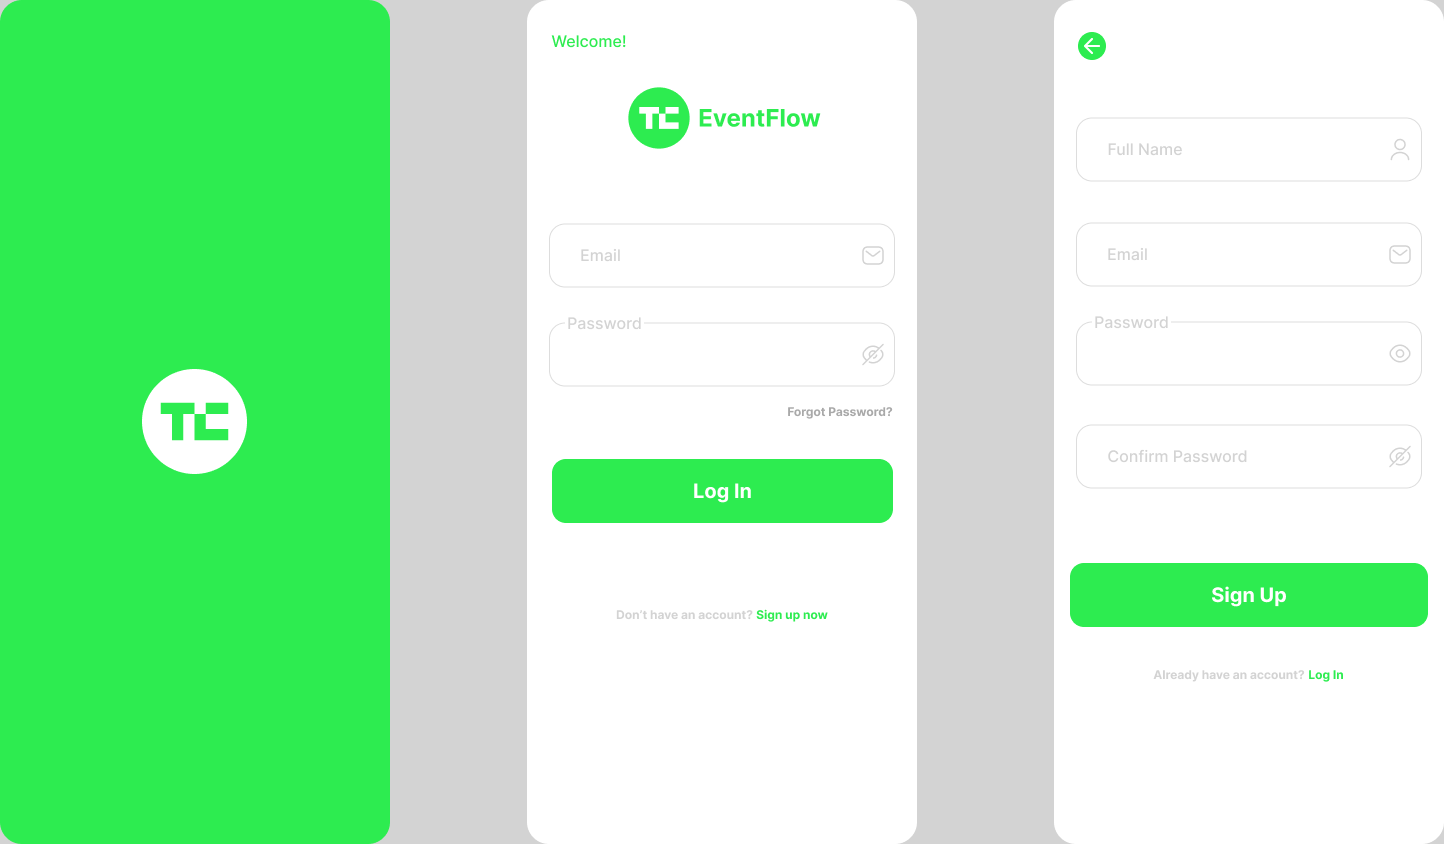 TC
Welcome!
TC EventFlow
Email
Password
Forgot Password?
Log In
Don't have an account? Sign up now
Full Name
Email
Password
Confirm Password
Sign Up
Already have an account? Log In